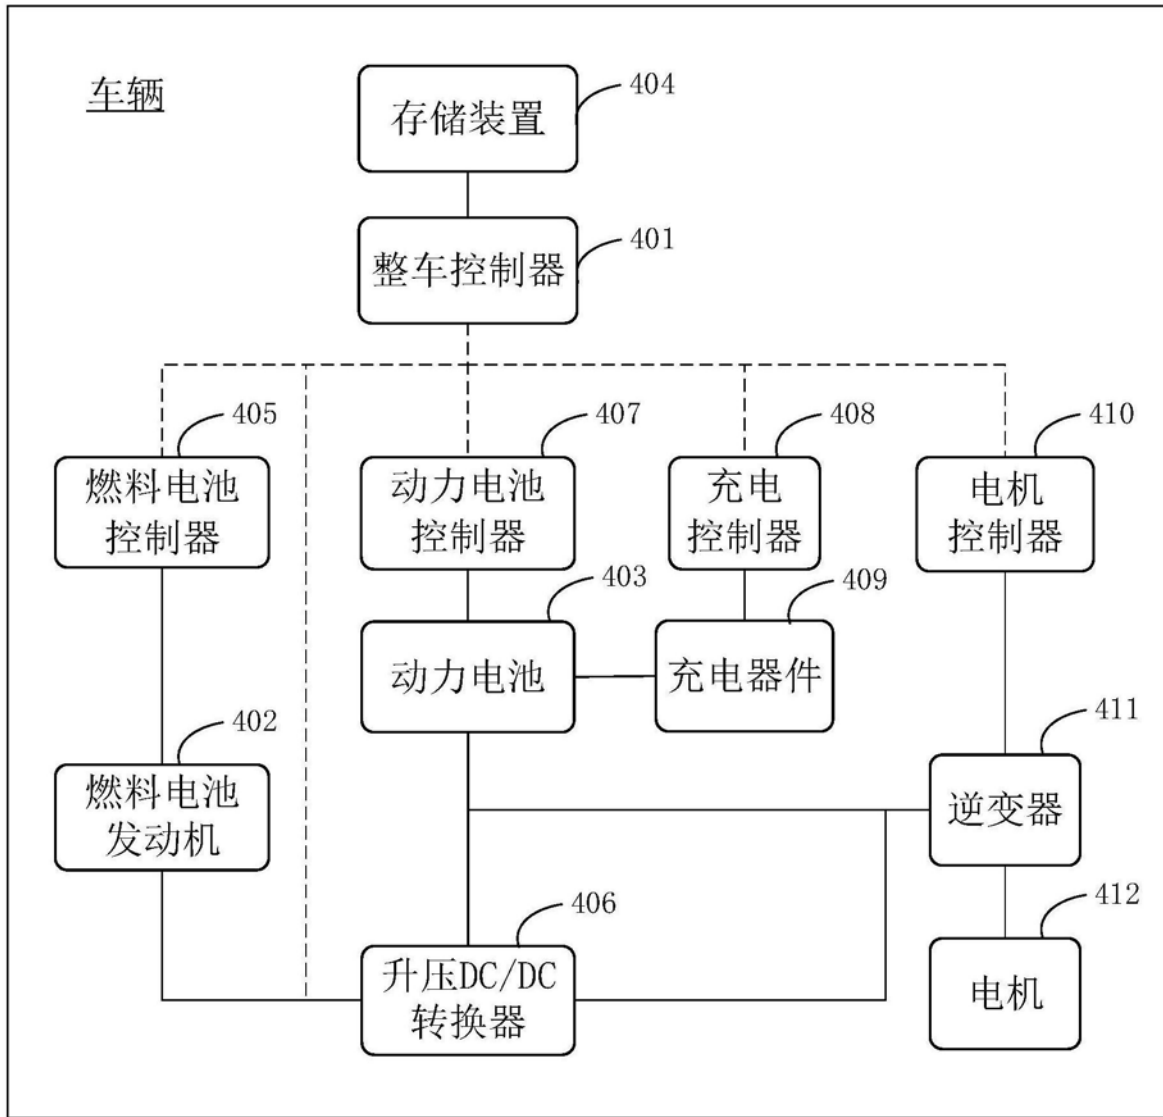 车辆
404
存储装置
401
整车控制器
405
407
408
410
燃料电池
控制器
动力电池
控制器
充电
控制器
电机
控制器
403
409
动力电池
充电器件
402
411
燃料电池
发动机
逆变器
406
412
升压DC/DC
转换器
电机